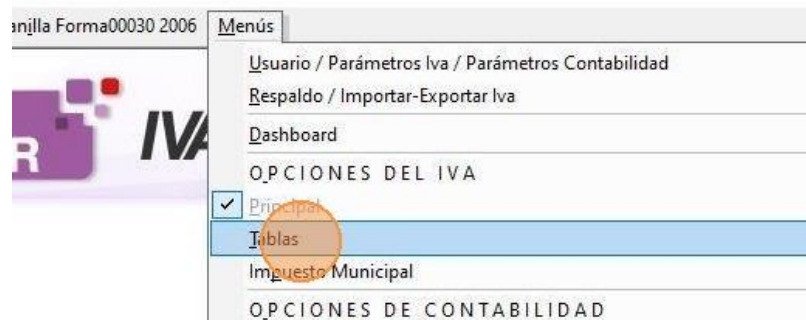 anilla Forma00030 2006 Menús
Usuario / Parámetros Iva / Parámetros Contabilidad
Respaldo / Importar-Exportar Iva
Dashboard
R IVA
OPCIONES DEL IVA
Principal
Tablas
Impuesto Municipal
OPCIONES DE CONTABILIDAD